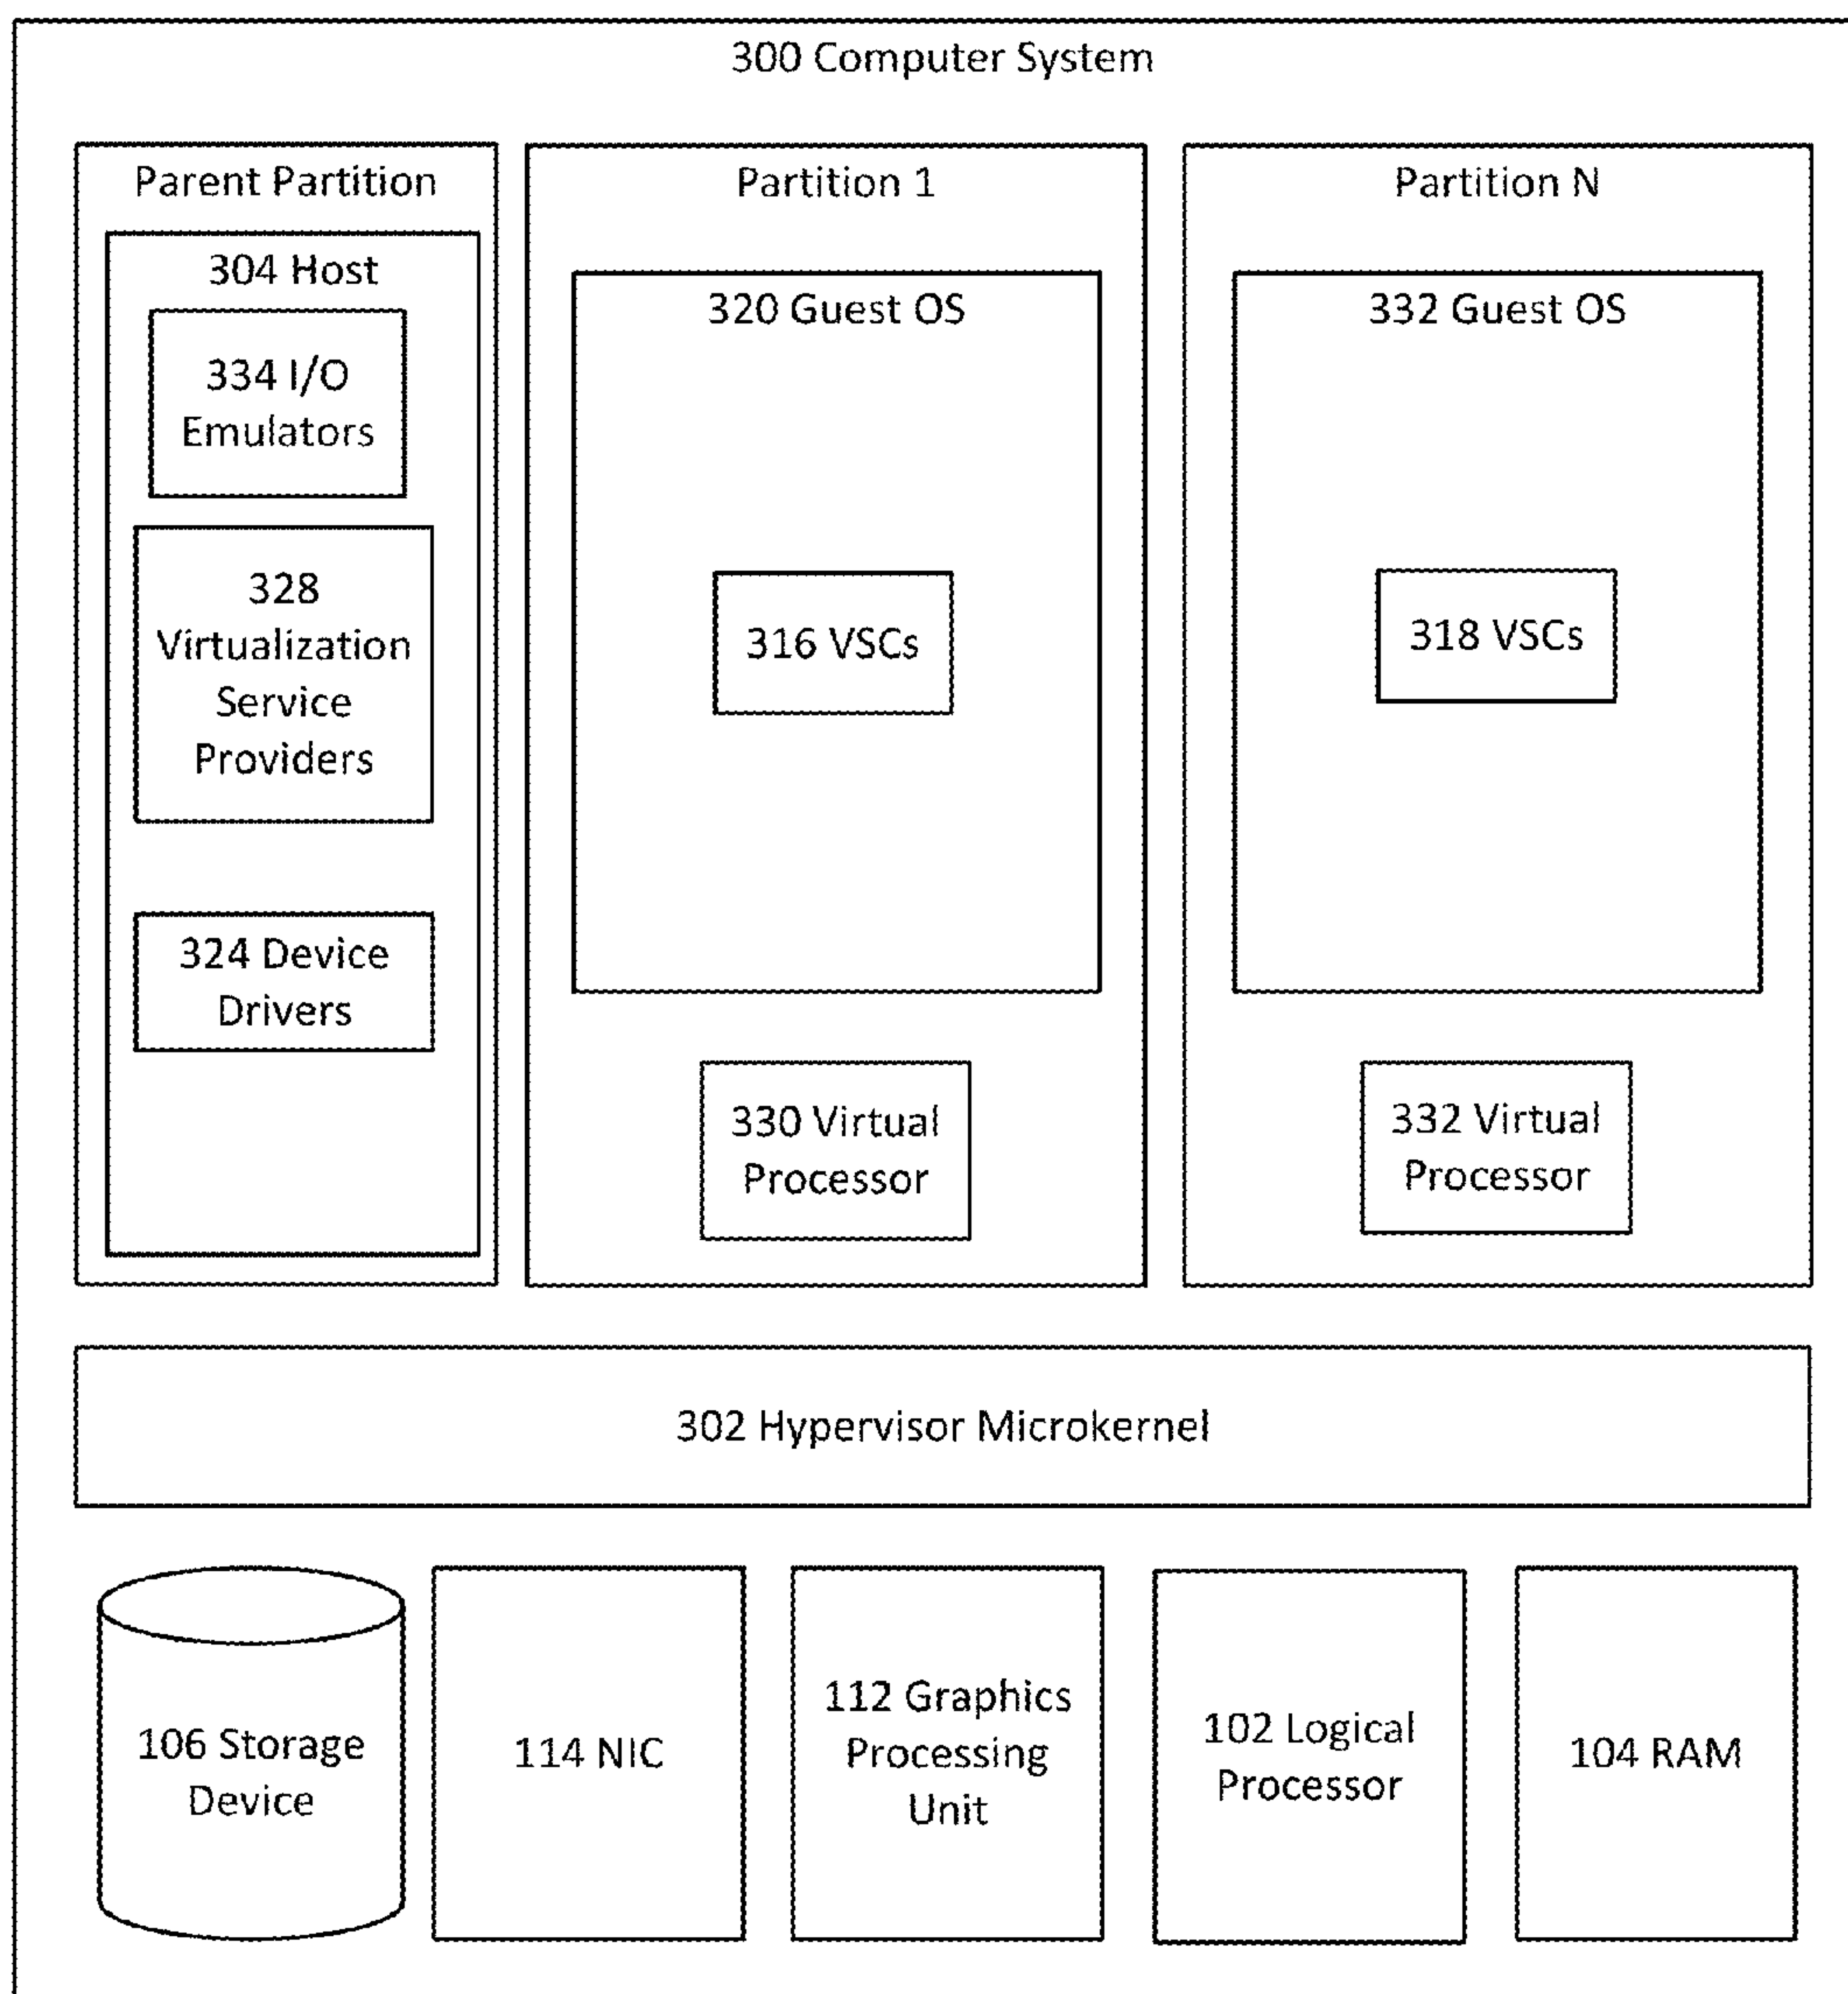 300 Computer System
Parent Partition
304 Host
334 I/O
Emulators
328
Virtualization
Service
Providers
324 Device
Drivers
Partition 1
320 Guest OS
316 VSCs
330 Virtual
Processor
Partition N
332 Guest OS
318 VSCs
332 Virtual
Processor
302 Hypervisor Microkernel
106 Storage
Device
114 NIC
112 Graphics
Processing
Unit
102 Logical
Processor
104 RAM